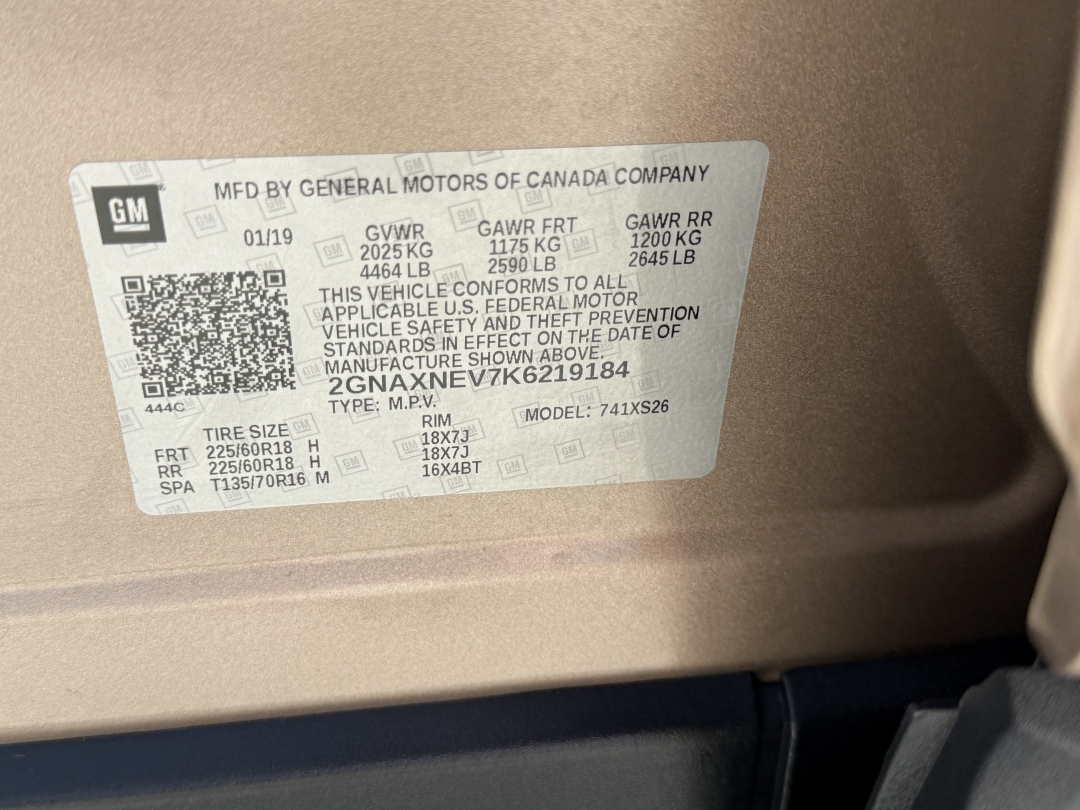 GM
MFD BY GENERAL MOTORS OF CANADA COMPANY
01/19
GVWR
2025 KG
4464 LB
GAWR FRT
1175 KG
2590 LB
GAWR RR
1200 KG
2645 LB
THIS VEHICLE CONFORMS TO ALL
APPLICABLE U.S. FEDERAL MOTOR
VEHICLE SAFETY AND THEFT PREVENTION
STANDARDS IN EFFECT ON THE DATE OF
MANUFACTURE SHOWN ABOVE.
2GNAXNEV7K6219184
444C
TYPE: M.P.V. MODEL: 741XS26
TIRE SIZE RIM
FRT 225/60R18 H 18X7J
RR 225/60R18 H 18X7J
SPA T135/70R16 M 16X4BT